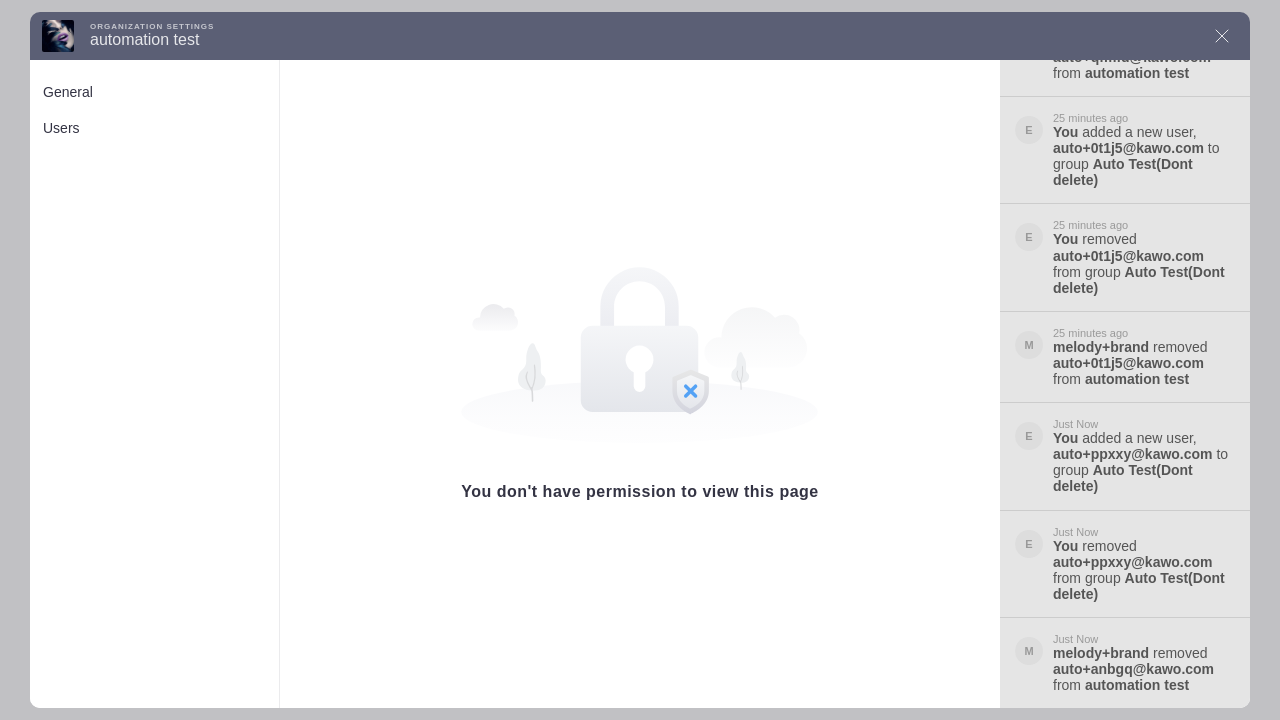 ORGANIZATION SETTINGS
automation test
General
Users
You don't have permission to view this page
from automation test
E
25 minutes ago
You added a new user,
auto+0t1j5@kawo.com to
group Auto Test(Dont
delete)
E
25 minutes ago
You removed
auto+0t1j5@kawo.com
from group Auto Test(Dont
delete)
M
25 minutes ago
melody+brand removed
auto+0t1j5@kawo.com
from automation test
E
Just Now
You added a new user,
auto+ppxxy@kawo.com to
group Auto Test(Dont
delete)
E
Just Now
You removed
auto+ppxxy@kawo.com
from group Auto Test(Dont
delete)
M
Just Now
melody+brand removed
auto+anbgq@kawo.com
from automation test